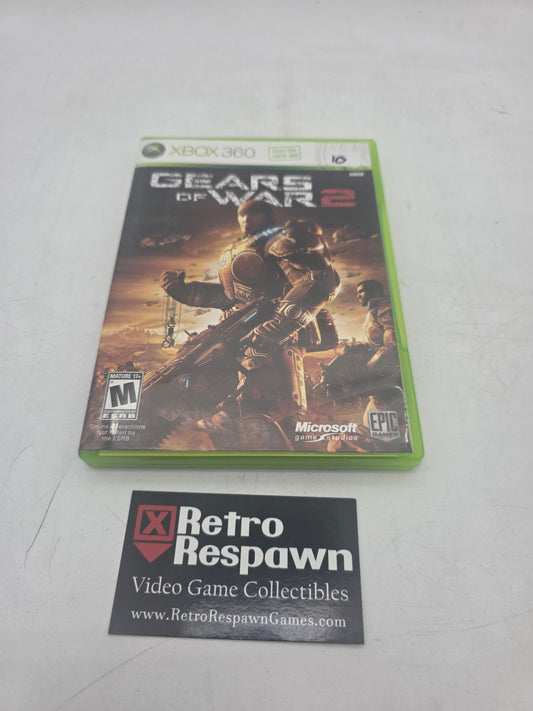 XBOX 360
10
GEARS
OF WAR 2
MATURE 17+
M
ESRB
Online Interactions
Not Rated by
the ESRB
Microsoft
game studios
EPIC
GAMES
X Retro
Respawn
Video Game Collectibles
www.RetroRespawnGames.com